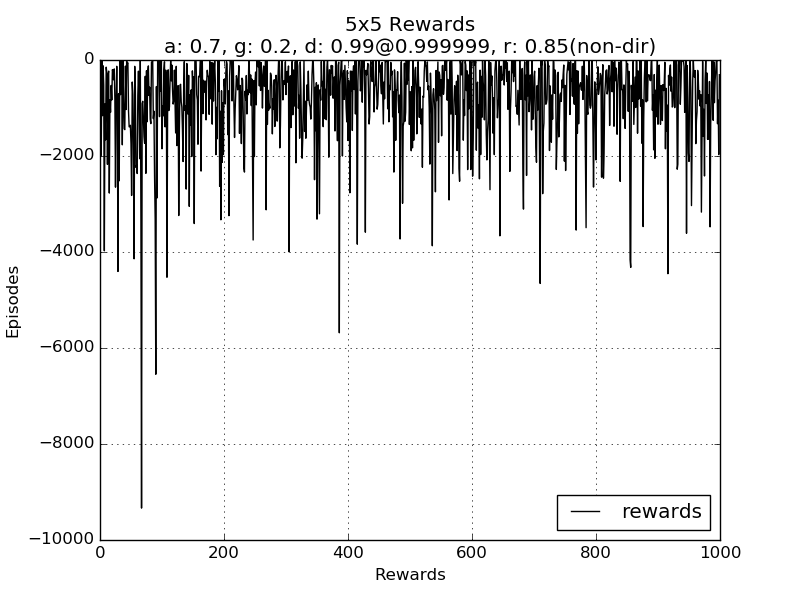 5x5 Rewards
a: 0.7, g: 0.2, d: 0.99@0.999999, r: 0.85(non-dir)
0
−2000
−4000
−6000
−8000
−10000
Episodes
rewards
0 200 400 600 800 1000
Rewards